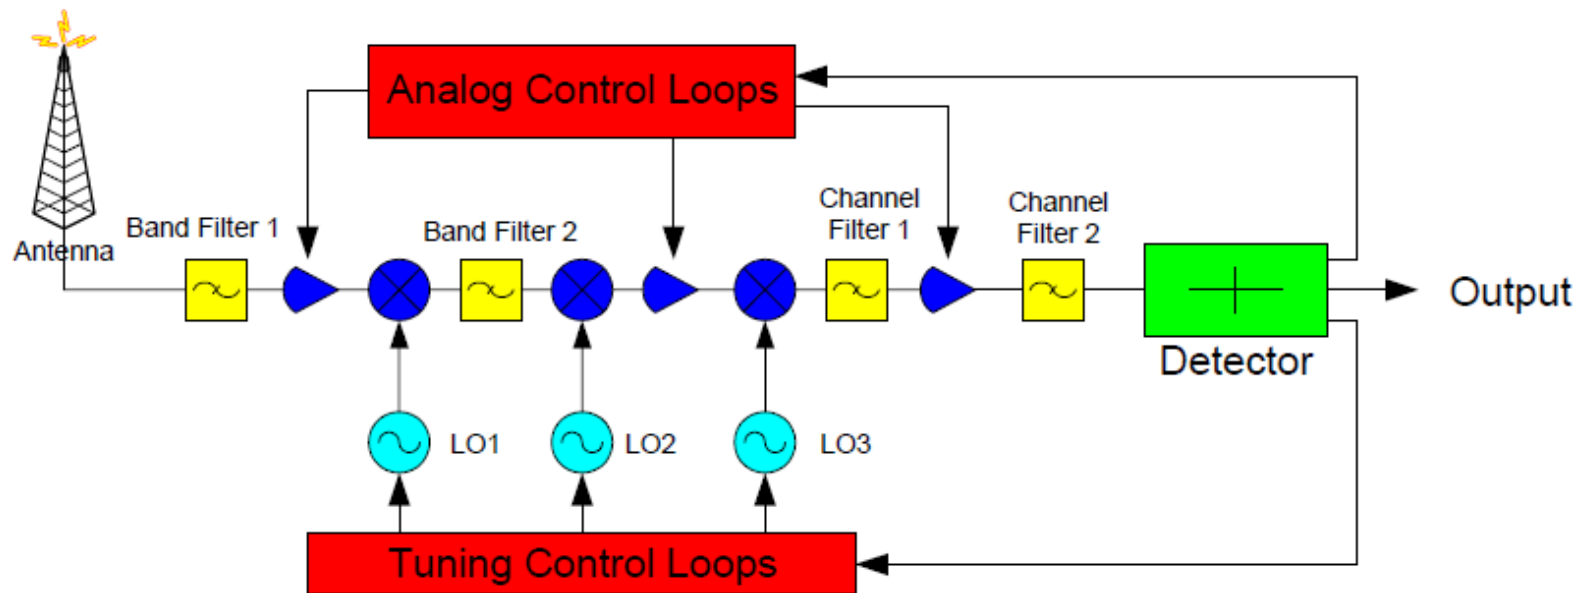 Analog Control Loops
Antenna
Band Filter 1
Band Filter 2
Channel
Filter 1
Channel
Filter 2
Output
Detector
LO1
LO2
LO3
Tuning Control Loops